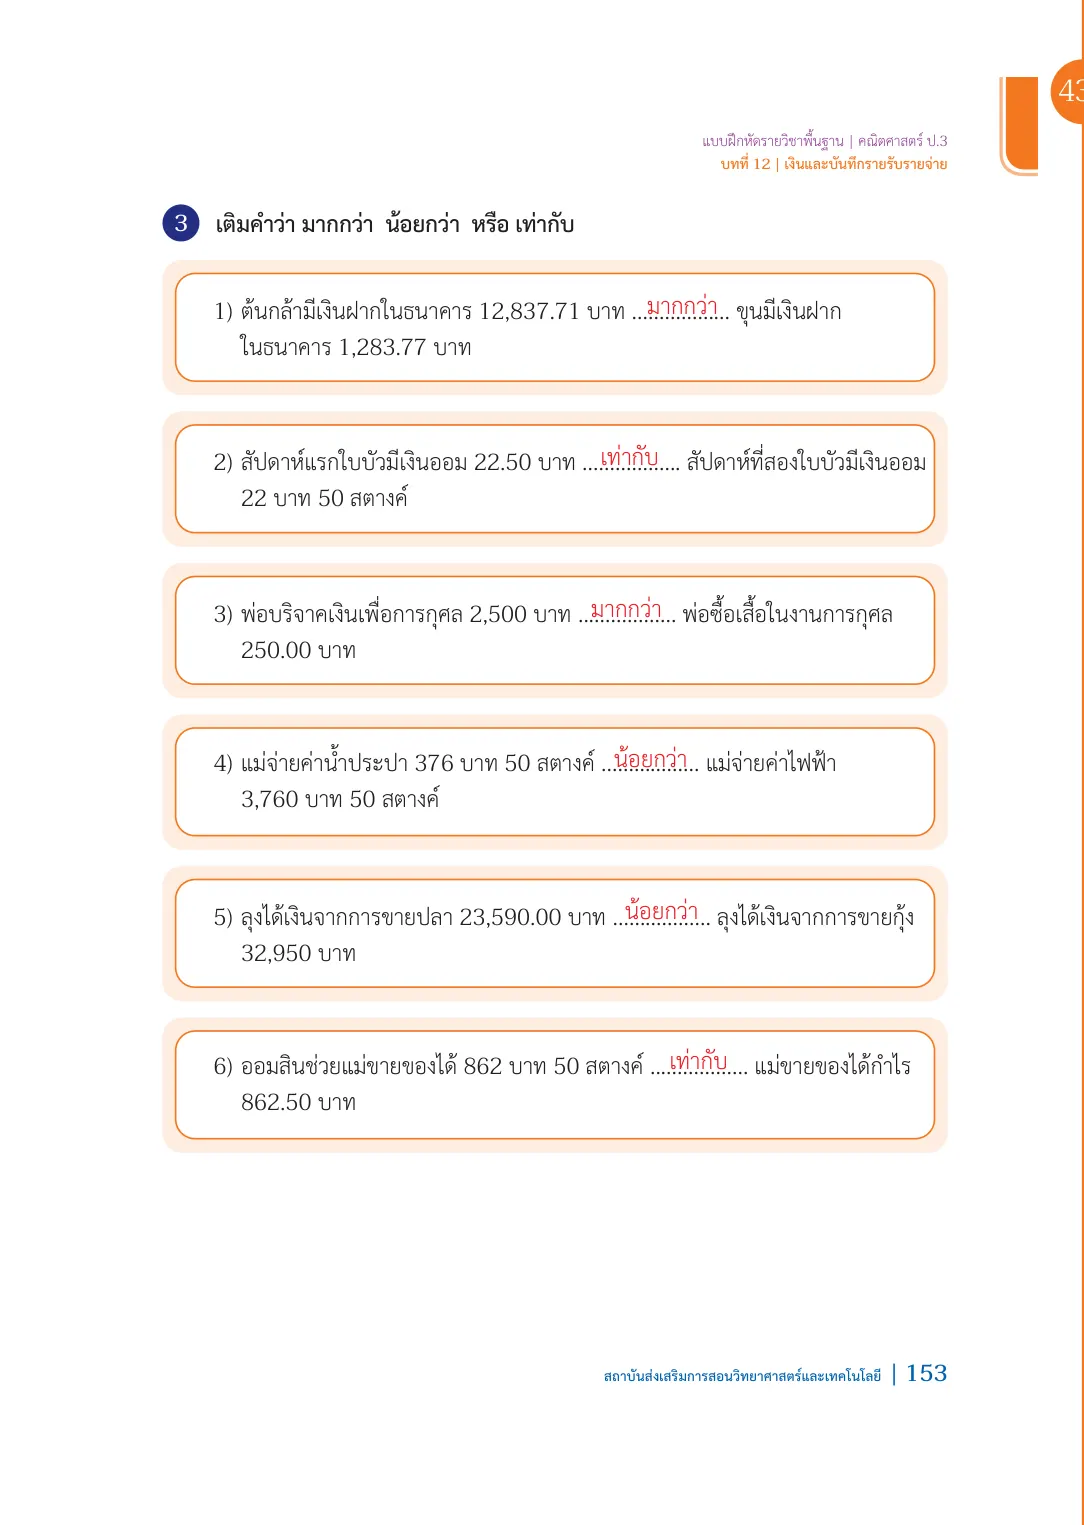 43
แบบฝึกหัดรายวิชาพื้นฐาน | คณิตศาสตร์ ป.3
บทที่ 12 | เงินและบันทึกรายรับรายจ่าย
3 เติมคำว่า มากกว่า น้อยกว่า หรือ เท่ากับ
1) ต้นกล้ามีเงินฝากในธนาคาร 12,837.71 บาท ...มากกว่า... ขุนมีเงินฝาก
ในธนาคาร 1,283.77 บาท
2) สัปดาห์แรกใบบัวมีเงินออม 22.50 บาท ...เท่ากับ... สัปดาห์ที่สองใบบัวมีเงินออม
22 บาท 50 สตางค์
3) พ่อบริจาคเงินเพื่อการกุศล 2,500 บาท ...มากกว่า... พ่อซื้อเสื้อในงานการกุศล
250.00 บาท
4) แม่จ่ายค่าน้ำประปา 376 บาท 50 สตางค์ ...น้อยกว่า... แม่จ่ายค่าไฟฟ้า
3,760 บาท 50 สตางค์
5) ลุงได้เงินจากการขายปลา 23,590.00 บาท ...น้อยกว่า... ลุงได้เงินจากการขายกุ้ง
32,950 บาท
6) ออมสินช่วยแม่ขายของได้ 862 บาท 50 สตางค์ ...เท่ากับ... แม่ขายของได้กำไร
862.50 บาท
สถาบันส่งเสริมการสอนวิทยาศาสตร์และเทคโนโลยี | 153